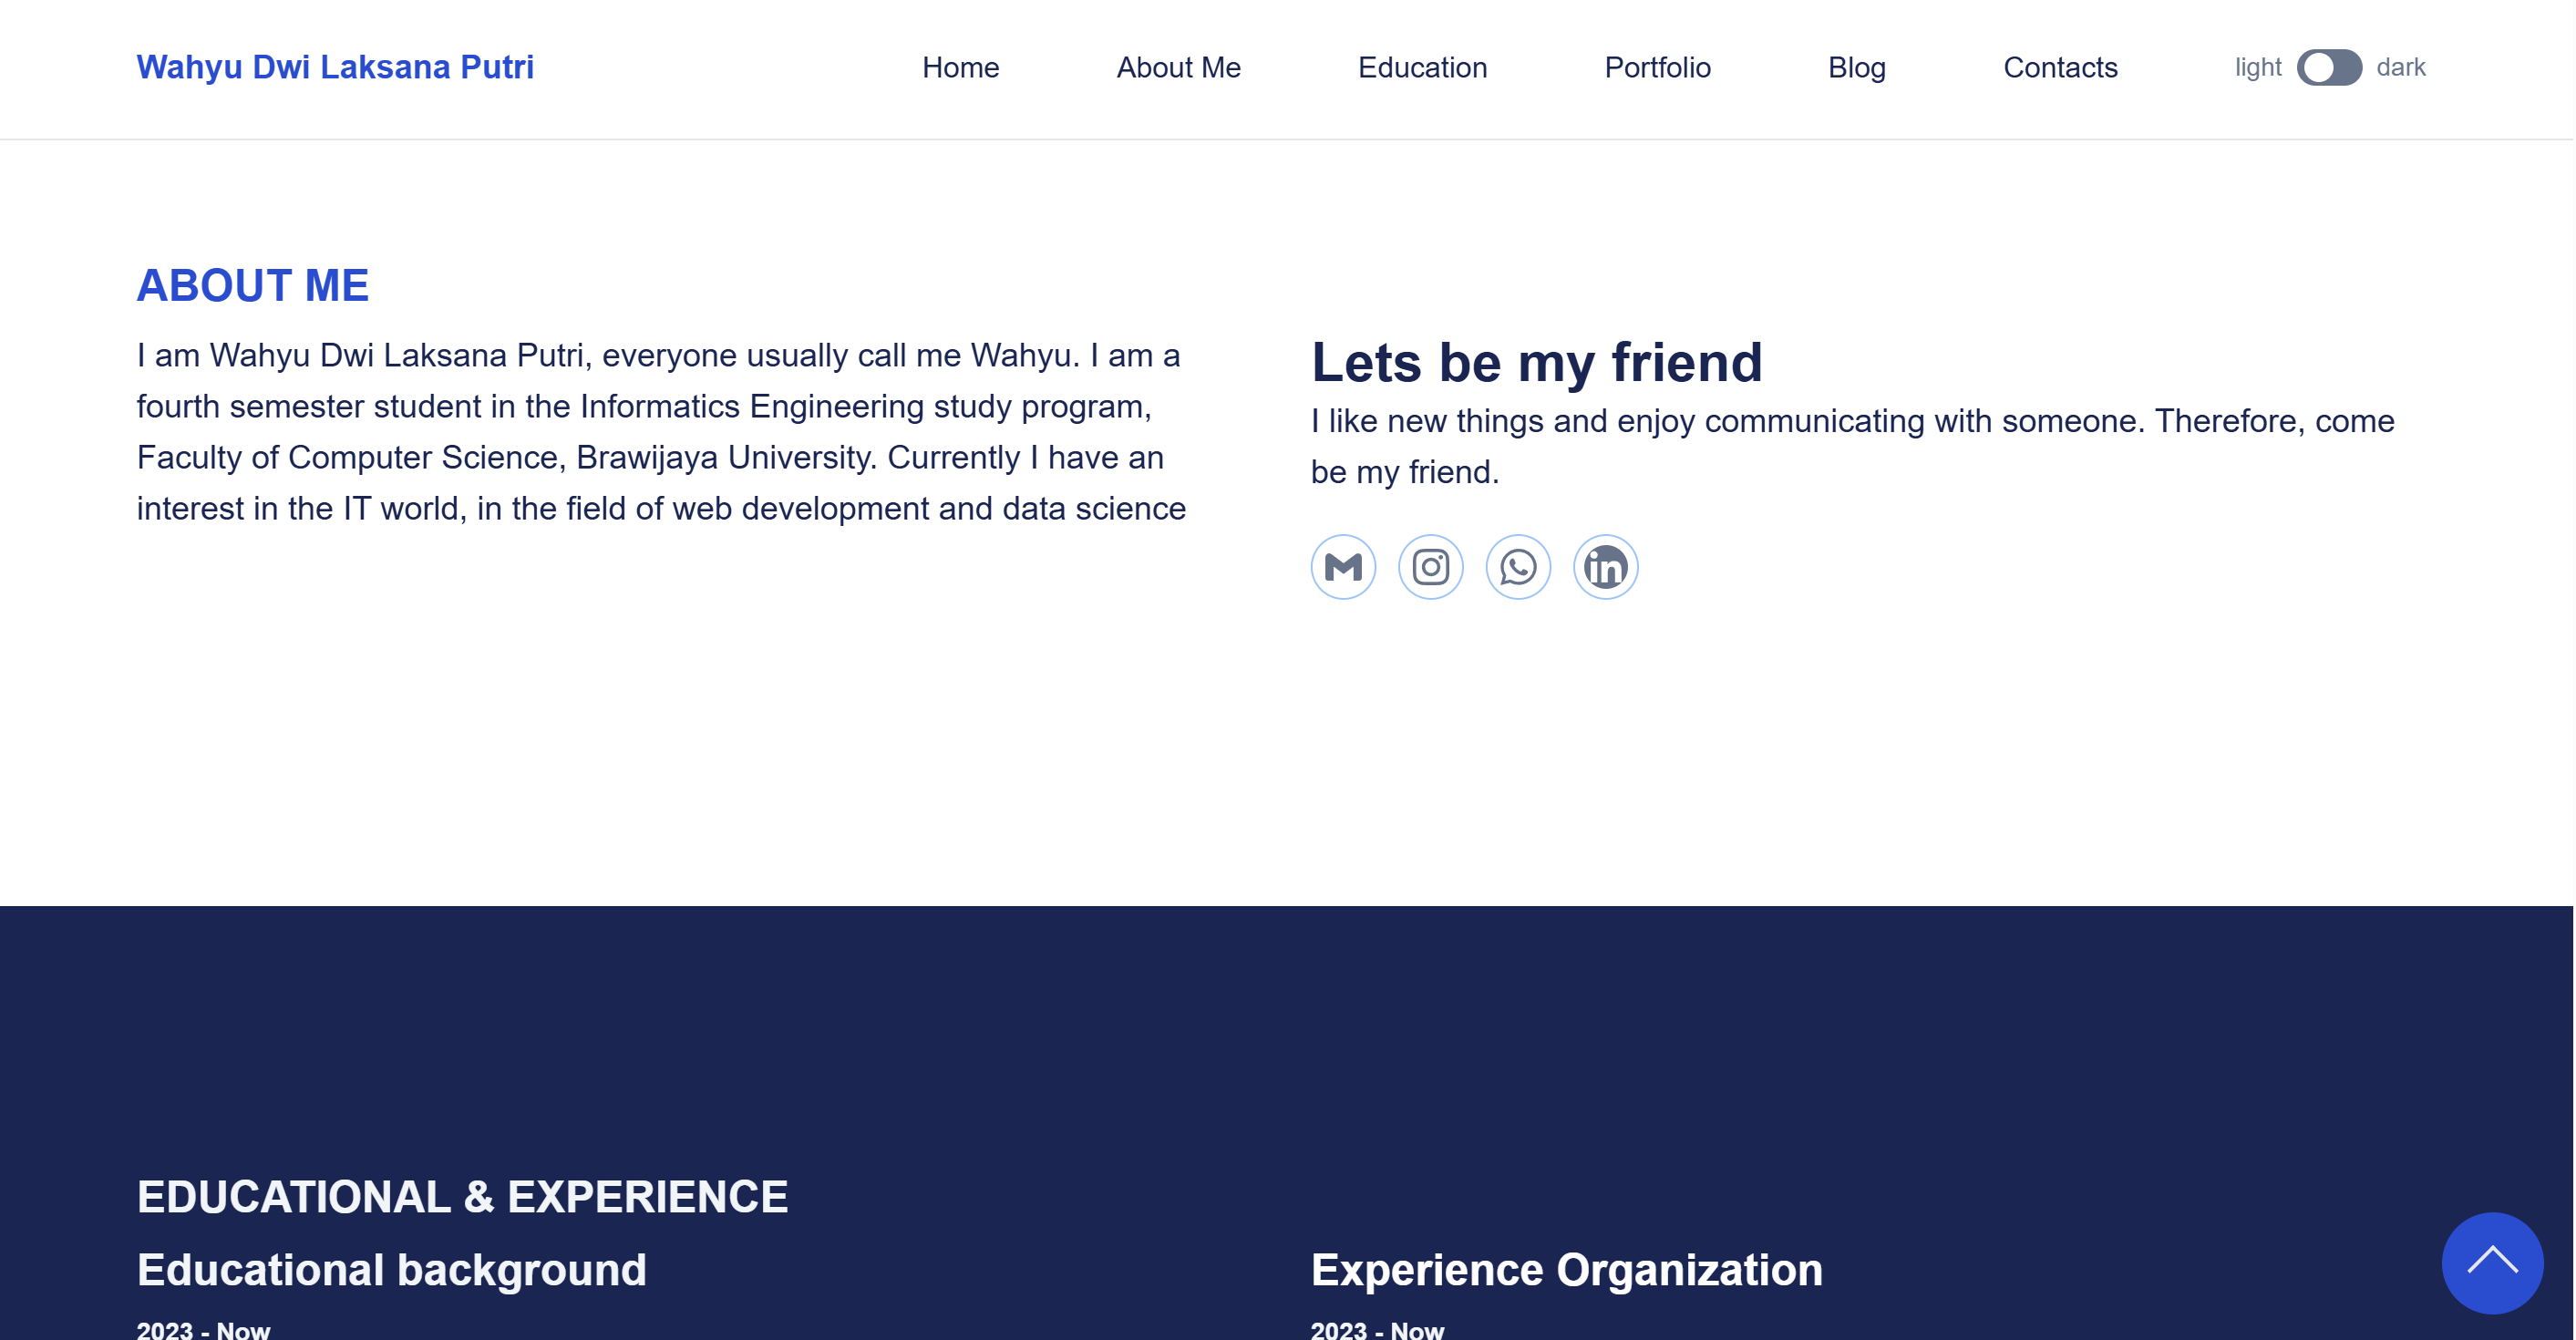 Wahyu Dwi Laksana Putri
Home
About Me
Education
Portfolio
Blog
Contacts
light
dark
ABOUT ME
I am Wahyu Dwi Laksana Putri, everyone usually call me Wahyu. I am a
fourth semester student in the Informatics Engineering study program,
Faculty of Computer Science, Brawijaya University. Currently I have an
interest in the IT world, in the field of web development and data science
Lets be my friend
I like new things and enjoy communicating with someone. Therefore, come
be my friend.
EDUCATIONAL & EXPERIENCE
Educational background
2023 - Now
Experience Organization
2023 - Now